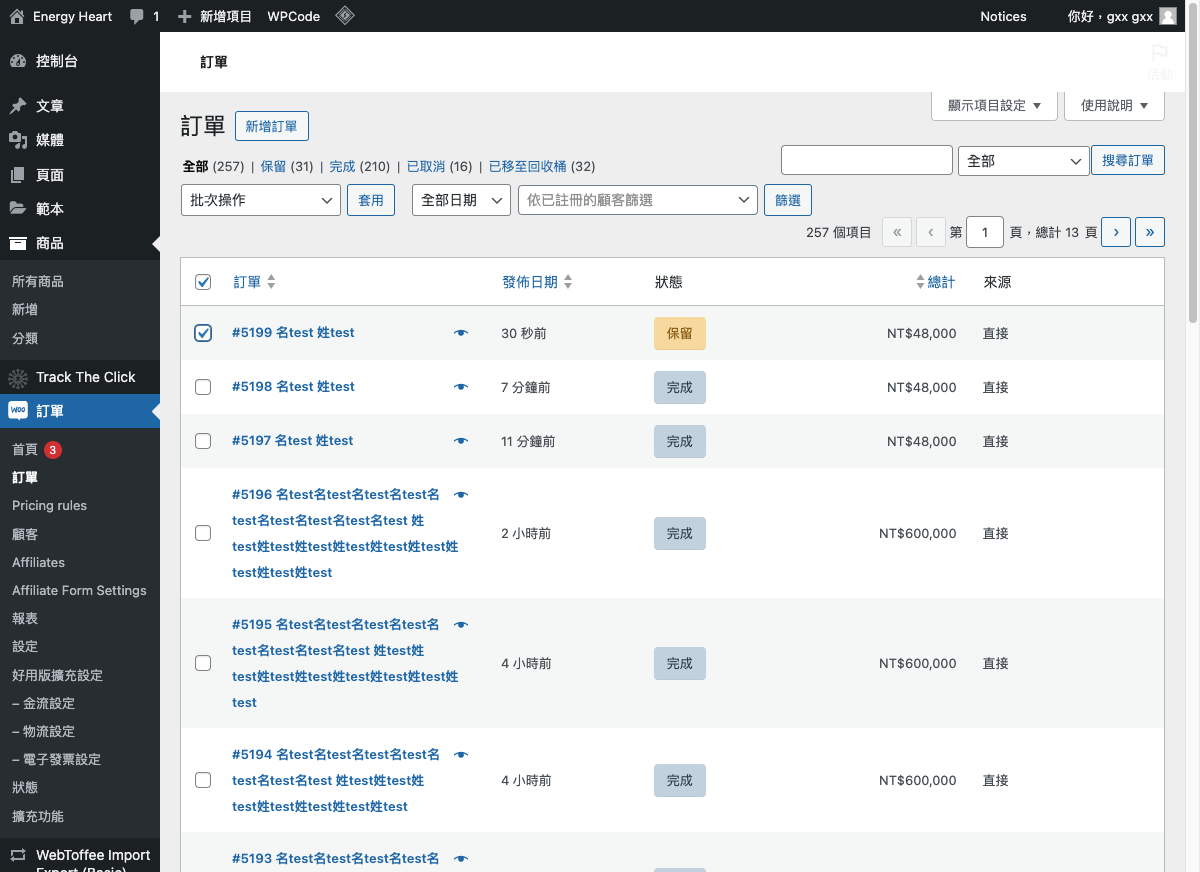 Energy Heart 1 新增項目 WPCode Notices 你好，gxx gxx
控制台
文章
媒體
頁面
範本
商品
所有商品
新增
分類
Track The Click
訂單
首頁 3
訂單
Pricing rules
顧客
Affiliates
Affiliate Form Settings
報表
設定
好用版擴充設定
– 金流設定
– 物流設定
– 電子發票設定
狀態
擴充功能
WebToffee Import
Export (Basic)
訂單
活動
顯示項目設定 ▼ 使用說明 ▼
訂單 新增訂單
全部 (257) | 保留 (31) | 完成 (210) | 已取消 (16) | 已移至回收桶 (32)
全部 搜尋訂單
批次操作 套用 全部日期 依已註冊的顧客篩選 篩選
257 個項目 « ‹ 第 1 頁，總計 13 頁 › »
訂單 發佈日期 狀態 總計 來源
#5199 名test 姓test 30 秒前 保留 NT$48,000 直接
#5198 名test 姓test 7 分鐘前 完成 NT$48,000 直接
#5197 名test 姓test 11 分鐘前 完成 NT$48,000 直接
#5196 名test名test名test名test名
test名test名test名test名test 姓
test姓test姓test姓test姓test姓test姓
test姓test姓test
2 小時前 完成 NT$600,000 直接
#5195 名test名test名test名test名
test名test名test名test 姓test姓
test姓test姓test姓test姓test姓test姓
test
4 小時前 完成 NT$600,000 直接
#5194 名test名test名test名test名
test名test名test 姓test姓test姓
test姓test姓test姓test姓test
4 小時前 完成 NT$600,000 直接
#5193 名test名test名test名test名